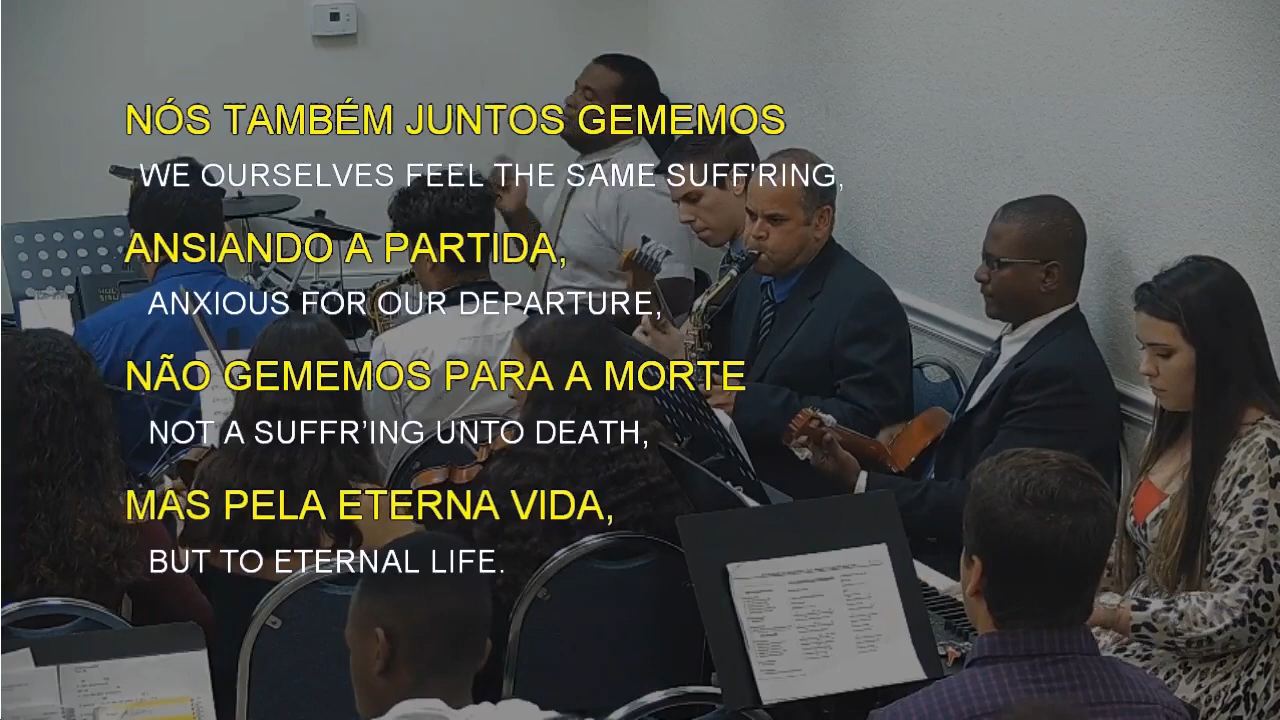 NÓS TAMBÉM JUNTOS GEMEMOS
WE OURSELVES FEEL THE SAME SUFF'RING,
ANSIANDO A PARTIDA,
ANXIOUS FOR OUR DEPARTURE,
NÃO GEMEMOS PARA A MORTE
NOT A SUFFR'ING UNTO DEATH,
MAS PELA ETERNA VIDA,
BUT TO ETERNAL LIFE.